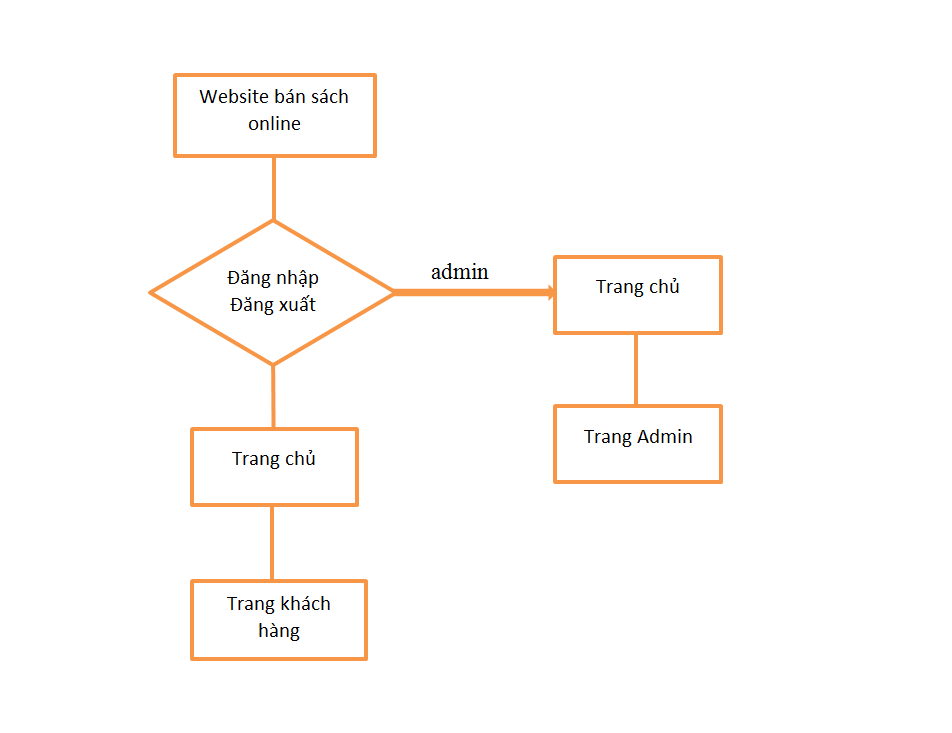 Website bán sách
online
Đăng nhập
Đăng xuất
admin
Trang chủ
Trang Admin
Trang chủ
Trang khách
hàng